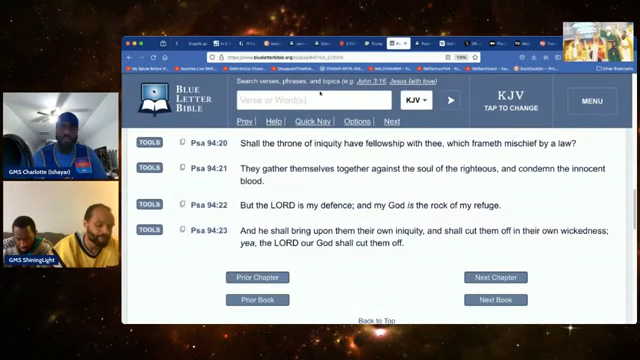 https://www.blueletterbible.org
Search verses, phrases, and topics (e.g. John 3:16, Jesus faith love)
BLUE
LETTER
BIBLE
Verse or Word(s)
KJV
KJV
TAP TO CHANGE
MENU
Prev Help Quick Nav Options Next
TOOLS Psa 94:20 Shall the throne of iniquity have fellowship with thee, which frameth mischief by a law?
TOOLS Psa 94:21 They gather themselves together against the soul of the righteous, and condemn the innocent
blood.
TOOLS Psa 94:22 But the LORD is my defence; and my God is the rock of my refuge.
TOOLS Psa 94:23 And he shall bring upon them their own iniquity, and shall cut them off in their own wickedness;
yea, the LORD our God shall cut them off.
Prior Chapter Next Chapter
Prior Book Next Book
Back to Top
GMS Charlotte (Ishayar)
GMS ShiningLight